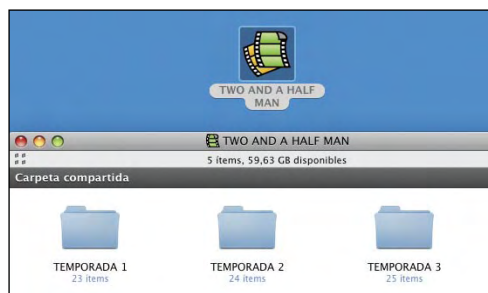 TWO AND A HALF
MAN
TWO AND A HALF MAN
5 ítems, 59,63 GB disponibles
Carpeta compartida
TEMPORADA 1
23 ítems
TEMPORADA 2
24 ítems
TEMPORADA 3
25 ítems